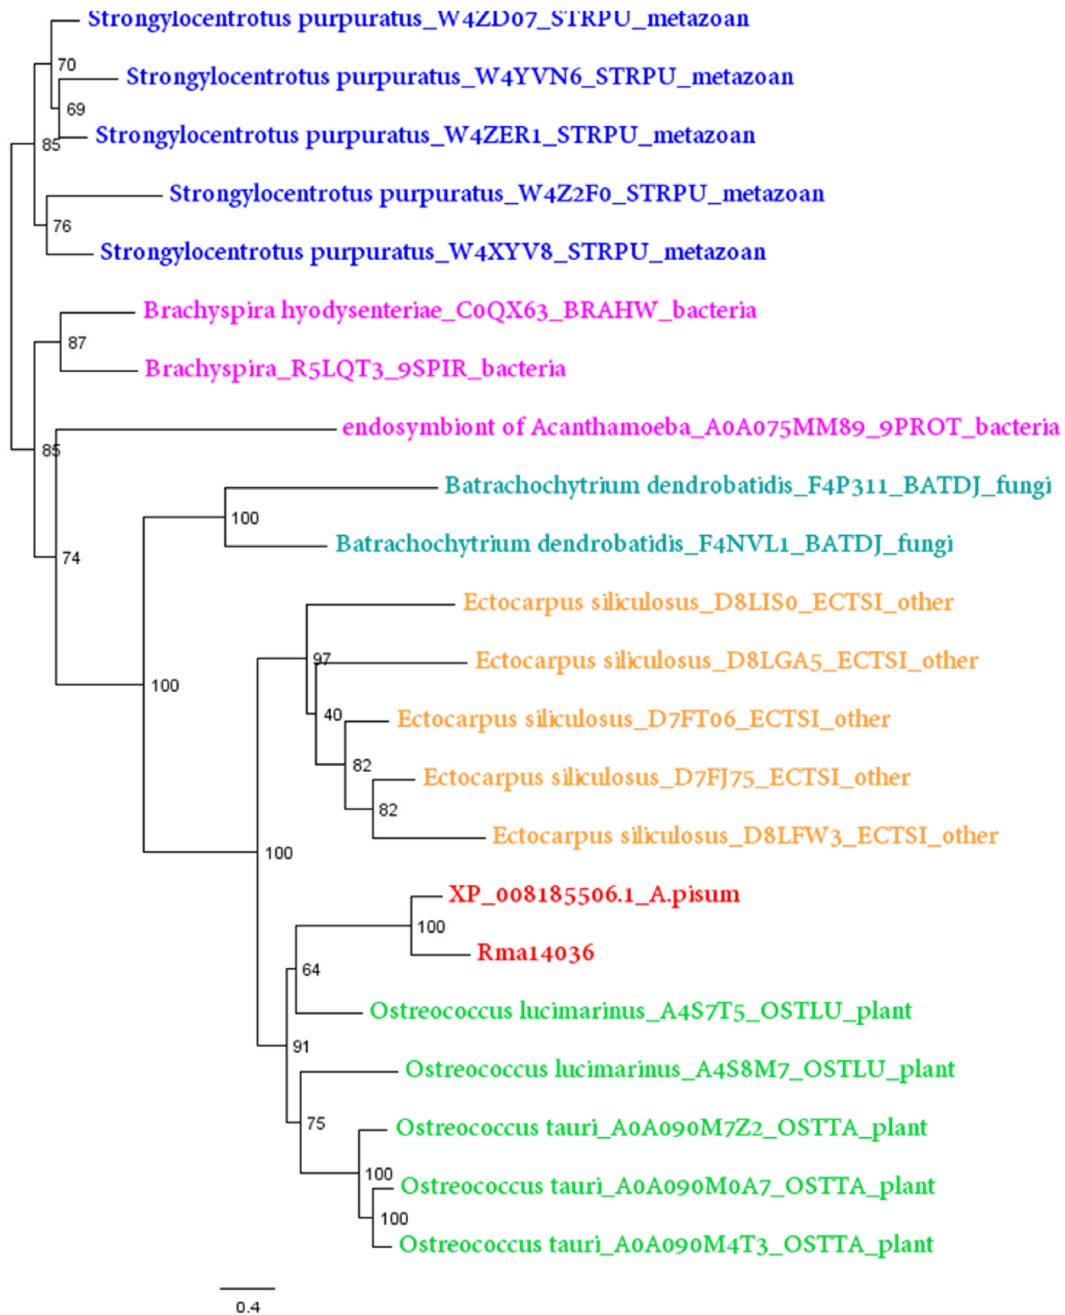 Strongylocentrotus purpuratus_W4ZD07_STRPU_metazoan
70
Strongylocentrotus purpuratus_W4YVN6_STRPU_metazoan
69
Strongylocentrotus purpuratus_W4ZER1_STRPU_metazoan
85
Strongylocentrotus purpuratus_W4Z2F0_STRPU_metazoan
76
Strongylocentrotus purpuratus_W4XYV8_STRPU_metazoan
Brachyspira hyodysenteriae_C0QX63_BRAHW_bacteria
87
Brachyspira_R5LQT3_9SPIR_bacteria
endosymbiont of Acanthamoeba_A0A075MM89_9PROT_bacteria
85
Batrachochytrium dendrobatidis_F4P311_BATDJ_fungi
100
Batrachochytrium dendrobatidis_F4NVL1_BATDJ_fungi
74
Ectocarpus siliculosus_D8LIS0_ECTSI_other
97
Ectocarpus siliculosus_D8LGA5_ECTSI_other
100
40
Ectocarpus siliculosus_D7FT06_ECTSI_other
82
Ectocarpus siliculosus_D7FJ75_ECTSI_other
82
Ectocarpus siliculosus_D8LFW3_ECTSI_other
100
XP_008185506.1_A.pisum
100
Rma14036
64
Ostreococcus lucimarinus_A4S7T5_OSTLU_plant
91
Ostreococcus lucimarinus_A4S8M7_OSTLU_plant
75
Ostreococcus tauri_A0A090M7Z2_OSTTA_plant
100
Ostreococcus tauri_A0A090M0A7_OSTTA_plant
100
Ostreococcus tauri_A0A090M4T3_OSTTA_plant
0.4